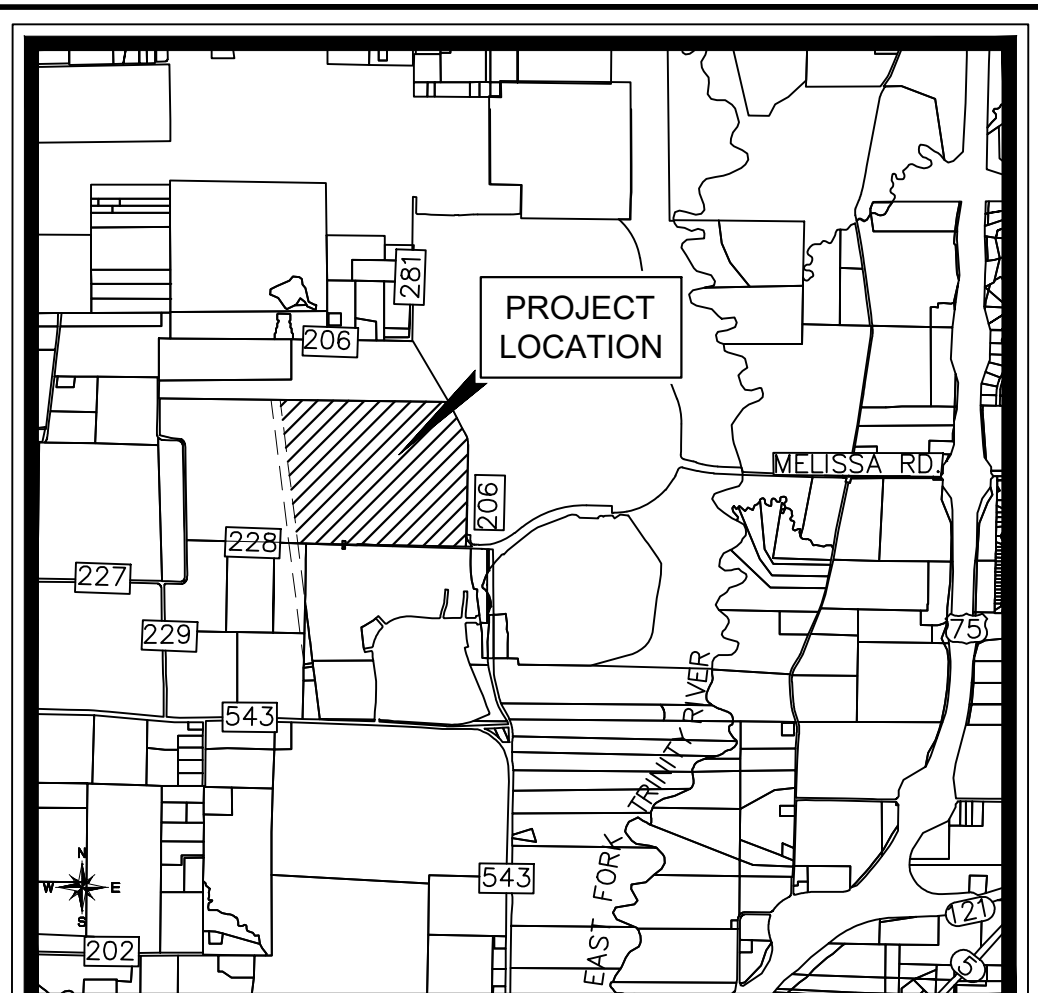 281
PROJECT
LOCATION
206
MELISSA RD.
206
228
227
229
75
543
EAST FORK TRINITY RIVER
N
W E
S
543
121
202
5